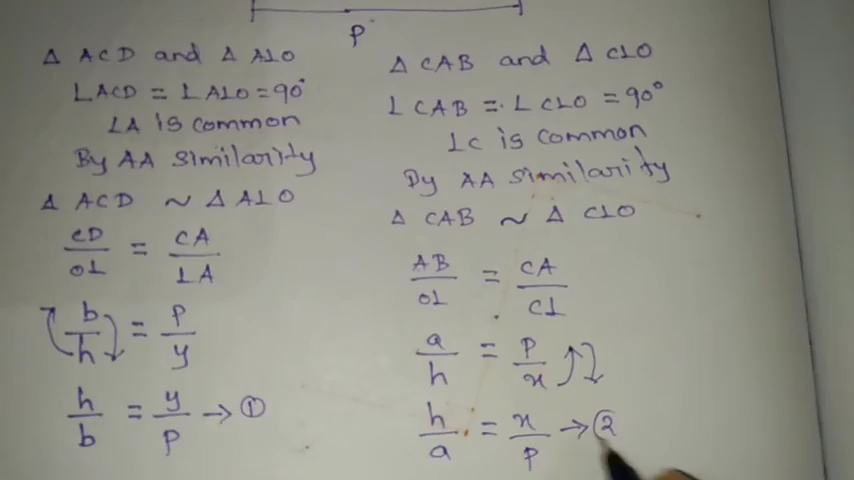 P
Δ ACD and Δ ALO
∟ACD = ∟ALO = 90°
∟A is common
By AA similarity
Δ ACD ~ Δ ALO
CD/OL = CA/LA
b/h = P/y
h/b = y/P → ①
Δ CAB and Δ CLO
∟CAB = ∟CLO = 90°
∟C is common
By AA similarity
Δ CAB ~ Δ CLO
AB/OL = CA/CL
a/h = P/x
h/a = x/P → ②